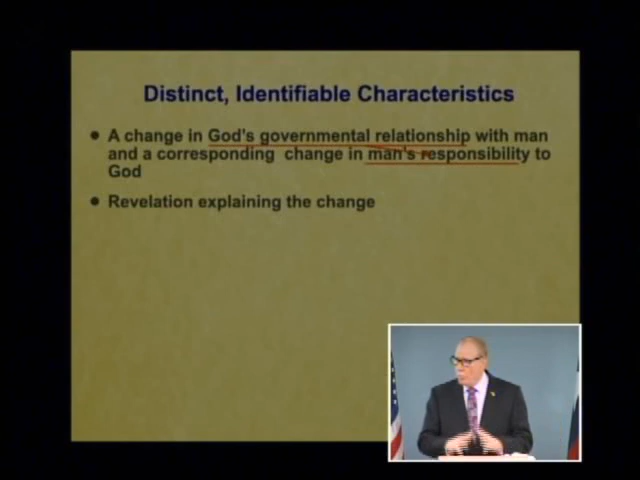 Distinct, Identifiable Characteristics
• A change in God's governmental relationship with man
and a corresponding change in man's responsibility to
God
• Revelation explaining the change